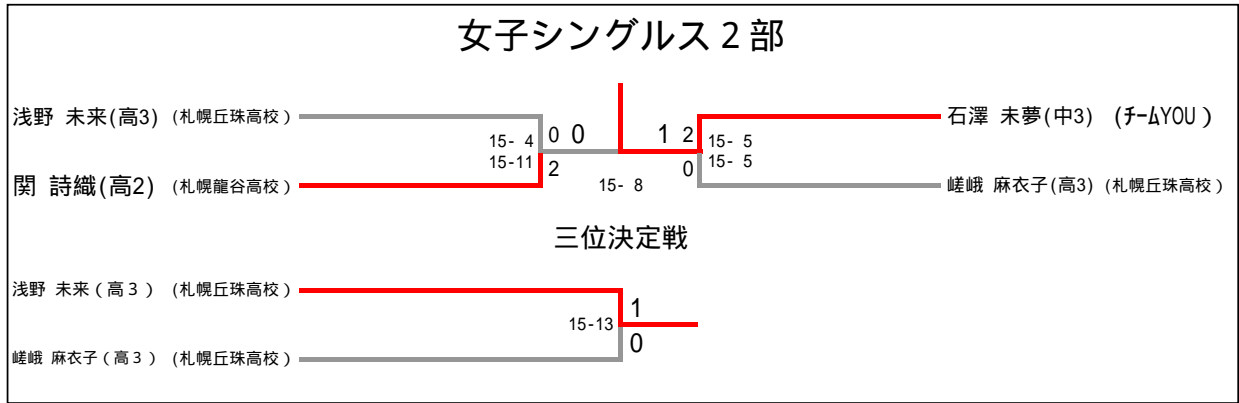 女子シングルス2部
浅野 未来(高3) (札幌丘珠高校)
関 詩織(高2) (札幌龍谷高校)
15- 4
15-11
0
2
0
1
15- 8
2
0
15- 5
15- 5
石澤 未夢(中3) (チームYOU)
嵯峨 麻衣子(高3) (札幌丘珠高校)
三位決定戦
浅野 未来(高3) (札幌丘珠高校)
嵯峨 麻衣子(高3) (札幌丘珠高校)
15-13
1
0